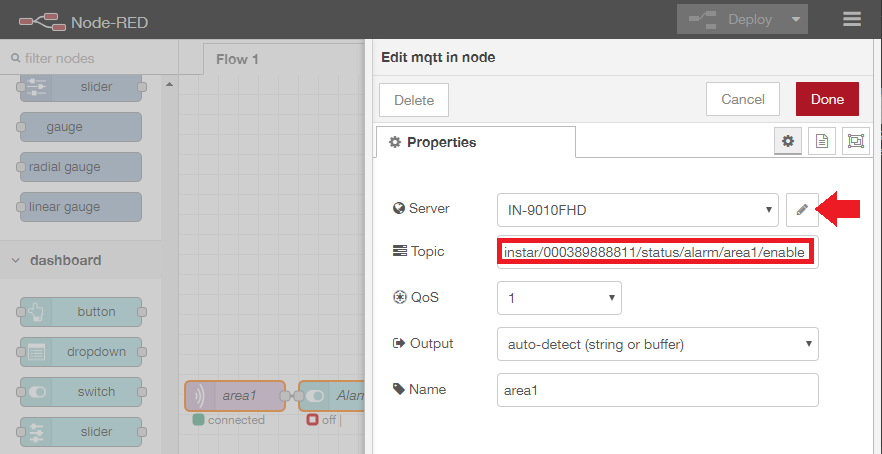 Node-RED
Deploy
filter nodes
Flow 1
slider
gauge
radial gauge
linear gauge
dashboard
button
dropdown
switch
slider
area1
connected
Alarm
off |
Edit mqtt in node
Delete
Cancel
Done
Properties
Server
IN-9010FHD
Topic
instar/000389888811/status/alarm/area1/enable
QoS
1
Output
auto-detect (string or buffer)
Name
area1